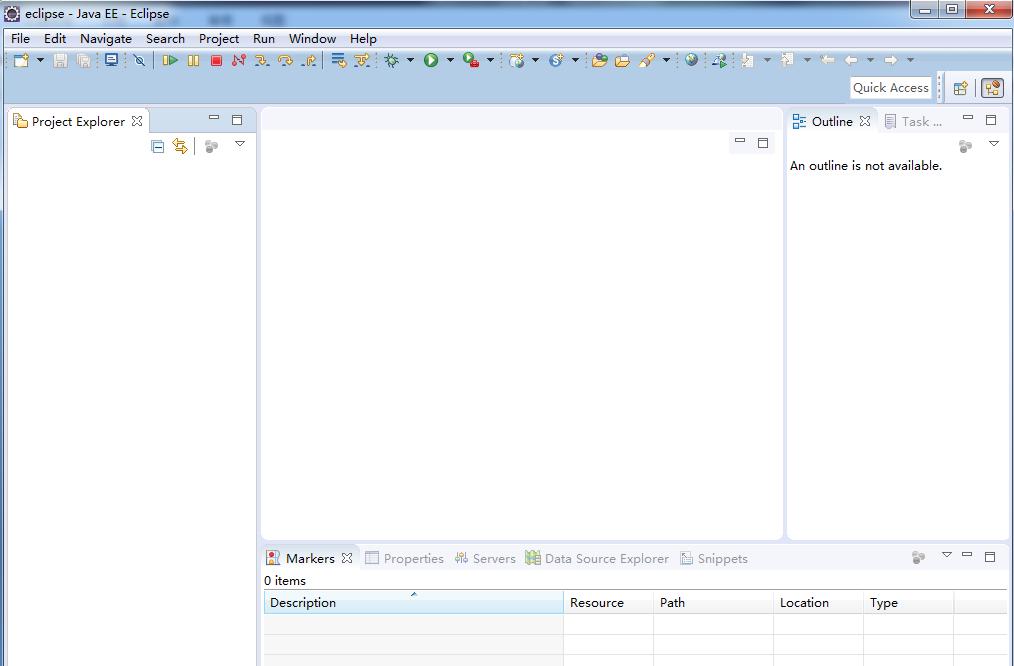 eclipse - Java EE - Eclipse
File Edit Navigate Search Project Run Window Help
Quick Access
Project Explorer
Outline Task ...
An outline is not available.
Markers Properties Servers Data Source Explorer Snippets
0 items
Description Resource Path Location Type